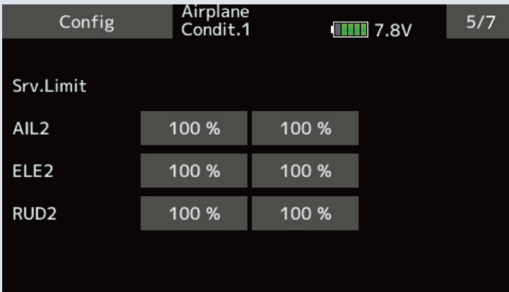 Config
Airplane
Condit.1
7.8V
5/7
Srv.Limit
AIL2 100 % 100 %
ELE2 100 % 100 %
RUD2 100 % 100 %